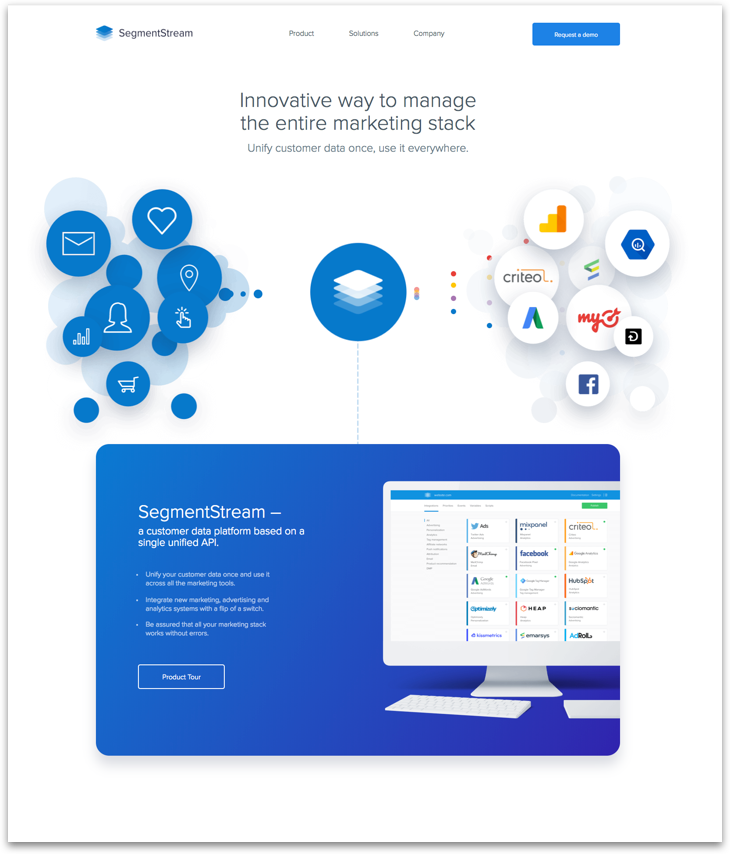 SegmentStream
Product
Solutions
Company
Request a demo
Innovative way to manage
the entire marketing stack
Unify customer data once, use it everywhere.
criteo.
my
SegmentStream –
a customer data platform based on a
single unified API.
• Unify your customer data once and use it
across all the marketing tools.
• Integrate new marketing, advertising and
analytics systems with a flip of a switch.
• Be assured that all your marketing stack
works without errors.
Product Tour
Ads
mixpanel
criteo.
MailChimp
facebook
Google Analytics
Google
HubSpot
Optimizely
HEAP
sociomantic
kissmetrics
emarsys
AdRoll